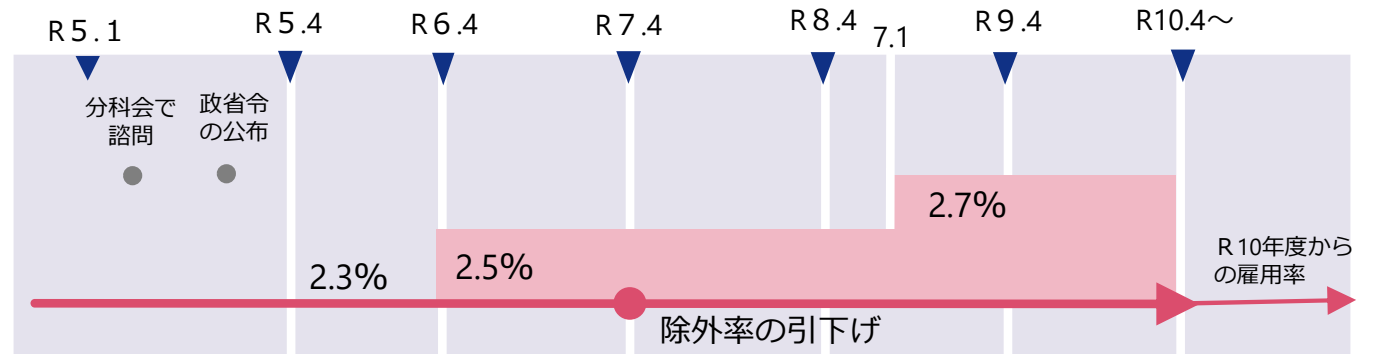 R5.1
R5.4
R6.4
R7.4
R8.4
7.1
R9.4
R10.4～
分科会で
諮問
政省令
の公布
2.3%
2.5%
2.7%
R10年度から
の雇用率
除外率の引下げ